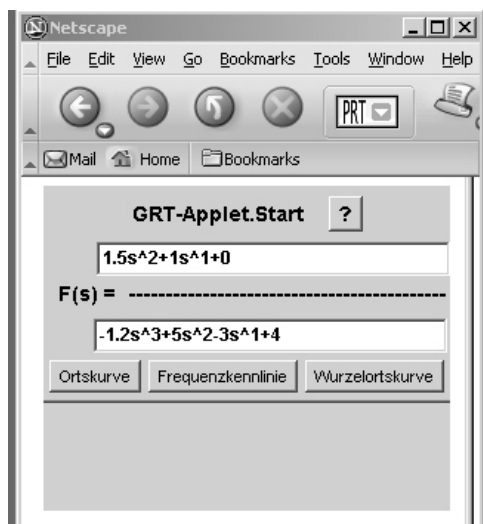 Netscape
File Edit View Go Bookmarks Tools Window Help
PRT
Mail Home Bookmarks
GRT-Applet.Start ?
1.5s^2+1s^1+0
F(s) = ---------------------------------------------
-1.2s^3+5s^2-3s^1+4
Ortskurve Frequenzkennlinie Wurzelortskurve